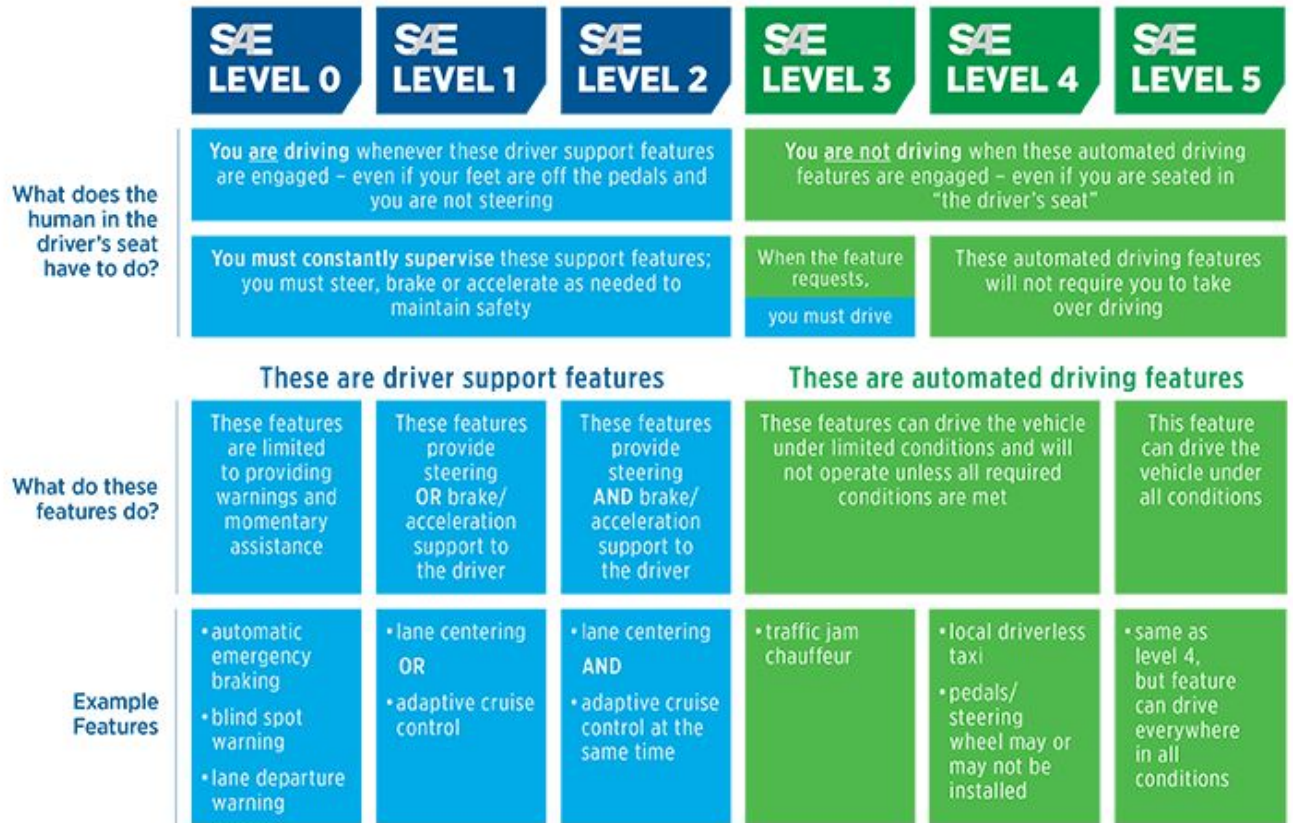 SAE
LEVEL 0
SAE
LEVEL 1
SAE
LEVEL 2
SAE
LEVEL 3
SAE
LEVEL 4
SAE
LEVEL 5
What does the
human in the
driver's seat
have to do?
You are driving whenever these driver support features
are engaged – even if your feet are off the pedals and
you are not steering
You are not driving when these automated driving
features are engaged – even if you are seated in
"the driver's seat"
You must constantly supervise these support features;
you must steer, brake or accelerate as needed to
maintain safety
When the feature
requests,
you must drive
These automated driving features
will not require you to take
over driving
These are driver support features
These are automated driving features
What do these
features do?
These features
are limited
to providing
warnings and
momentary
assistance
These features
provide
steering
OR brake/
acceleration
support to
the driver
These features
provide
steering
AND brake/
acceleration
support to
the driver
These features can drive the vehicle
under limited conditions and will
not operate unless all required
conditions are met
This feature
can drive the
vehicle under
all conditions
Example
Features
•automatic
emergency
braking
•blind spot
warning
•lane departure
warning
•lane centering
OR
•adaptive cruise
control
•lane centering
AND
•adaptive cruise
control at the
same time
•traffic jam
chauffeur
•local driverless
taxi
•pedals/
steering
wheel may or
may not be
installed
•same as
level 4,
but feature
can drive
everywhere
in all
conditions